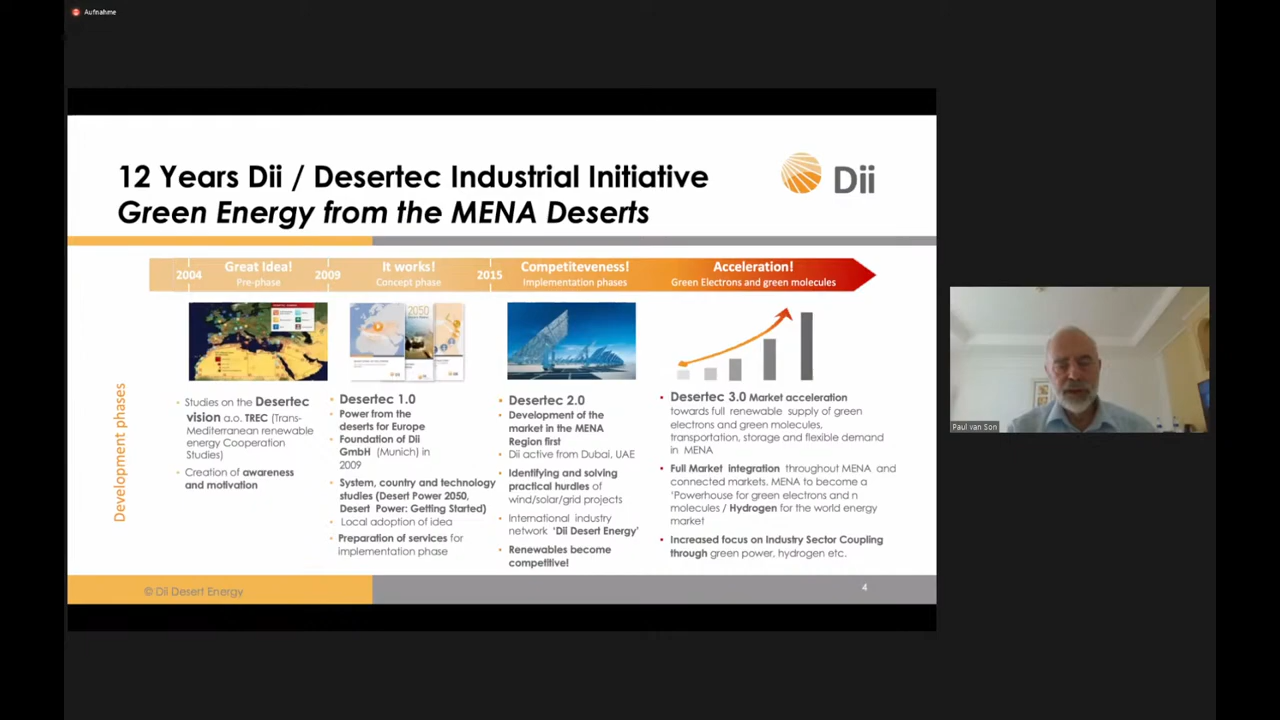 Aufnahme
12 Years Dii / Desertec Industrial Initiative
Green Energy from the MENA Deserts
Dii
2004
Great Idea!
Pre-phase
2009
It works!
Concept phase
2015
Competiteveness!
Implementation phases
Acceleration!
Green Electrons and green molecules
2050
Development phases
• Studies on the Desertec
vision a.o. TREC (Trans-
Mediterranean renewable
energy Cooperation
Studies)
• Creation of awareness
and motivation
• Desertec 1.0
• Power from the
deserts for Europe
• Foundation of Dii
GmbH (Munich) in
2009
• System, country and technology
studies (Desert Power 2050,
Desert Power: Getting Started)
• Local adoption of idea
• Preparation of services for
implementation phase
• Desertec 2.0
• Development of the
market in the MENA
Region first
• Dii active from Dubai, UAE
• Identifying and solving
practical hurdles of
wind/solar/grid projects
• International industry
network ‘Dii Desert Energy’
• Renewables become
competitive!
• Desertec 3.0 Market acceleration
towards full renewable supply of green
electrons and green molecules,
transportation, storage and flexible demand
in MENA
• Full Market integration throughout MENA and
connected markets. MENA to become a
‘Powerhouse for green electrons and n
molecules / Hydrogen for the world energy
market
• Increased focus on Industry Sector Coupling
through green power, hydrogen etc.
© Dii Desert Energy
4
Paul van Son